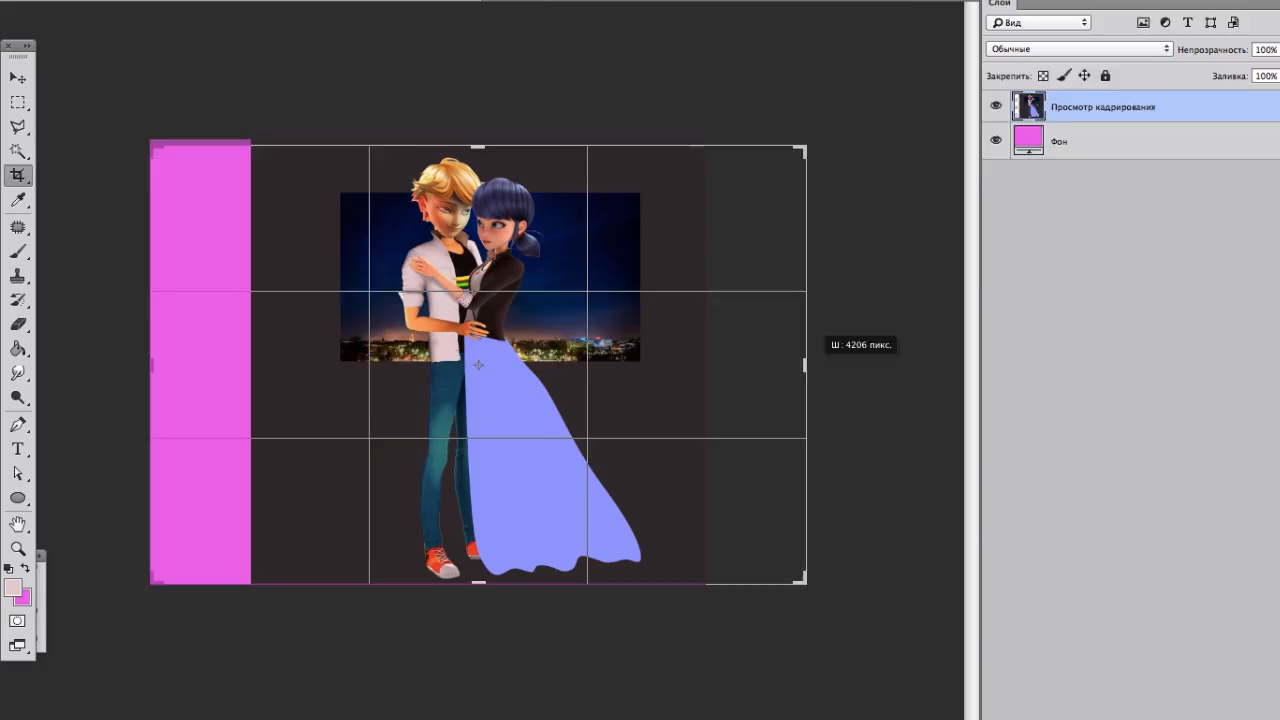 Слои
Вид
Обычные
Непрозрачность: 100%
Закрепить:
Заливка: 100%
Просмотр кадрирования
Фон
Ш: 4206 пикс.